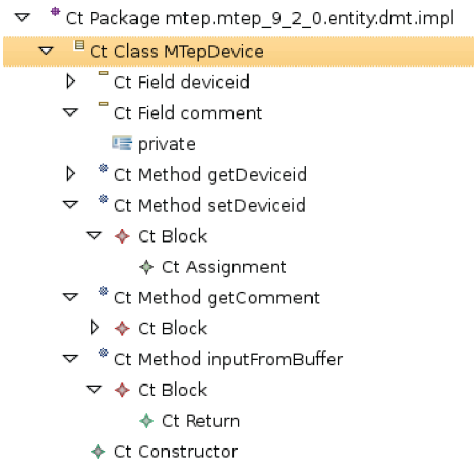 Ct Package mtep.mtep_9_2_0.entity.dmt.impl
Ct Class MTepDevice
Ct Field deviceid
Ct Field comment
private
Ct Method getDeviceid
Ct Method setDeviceid
Ct Block
Ct Assignment
Ct Method getComment
Ct Block
Ct Method inputFromBuffer
Ct Block
Ct Return
Ct Constructor